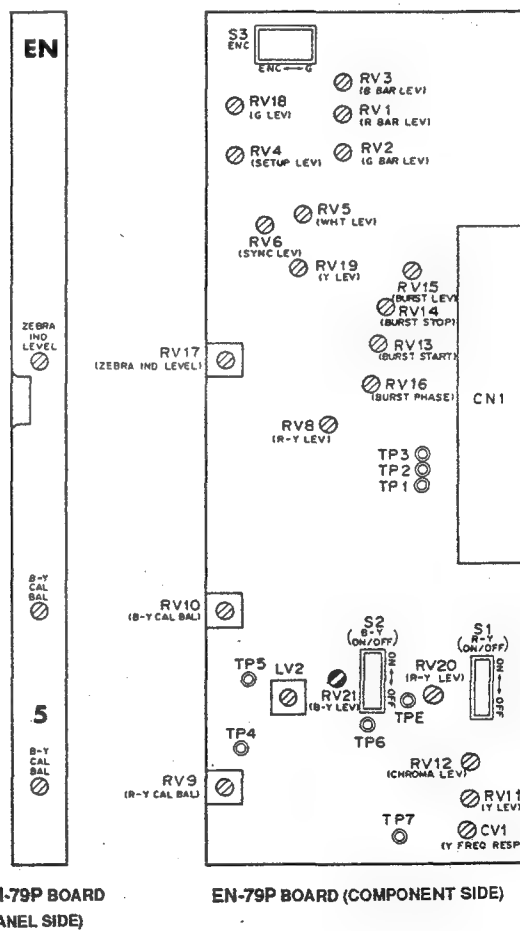 EN
ZEBRA
IND
LEVEL
B-Y
CAL
BAL
5
B-Y
CAL
BAL
S3
ENC
ENC ←→ G
RV3
(B BAR LEV)
RV18
(G LEV)
RV1
(R BAR LEV)
RV4
(SETUP LEV)
RV2
(G BAR LEV)
RV5
(WHT LEV)
RV6
(SYNC LEV)
RV19
(Y LEV)
RV15
(BURST LEV)
RV14
(BURST STOP)
RV17
(ZEBRA IND LEVEL)
RV13
(BURST START)
RV16
(BURST PHASE)
CN1
RV8
(R-Y LEV)
TP3
TP2
TP1
RV10
(B-Y CAL BAL)
S2
(B-Y
ON/OFF)
ON ←→ OFF
S1
(R-Y
ON/OFF)
ON ←→ OFF
TP5
LV2
RV21
(B-Y LEV)
RV20
(R-Y LEV)
TPE
TP6
TP4
RV12
(CHROMA LEV)
RV9
(R-Y CAL BAL)
RV11
(Y LEV)
TP7
CV1
(Y FREQ RESP
-79P BOARD
ANEL SIDE)
EN-79P BOARD (COMPONENT SIDE)